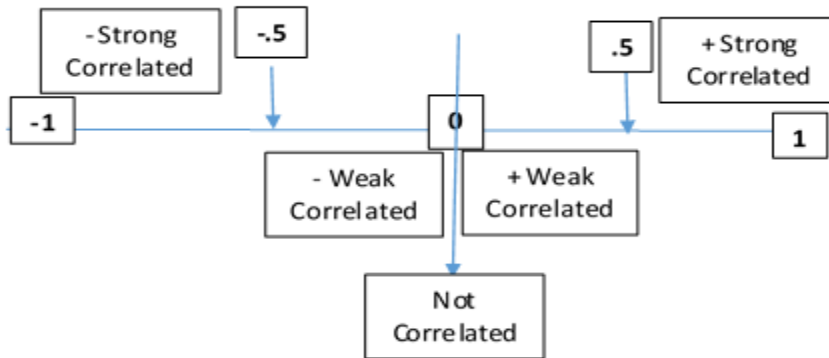 - Strong
Correlated
-.5
.5
+ Strong
Correlated
-1
0
1
- Weak
Correlated
+ Weak
Correlated
Not
Correlated